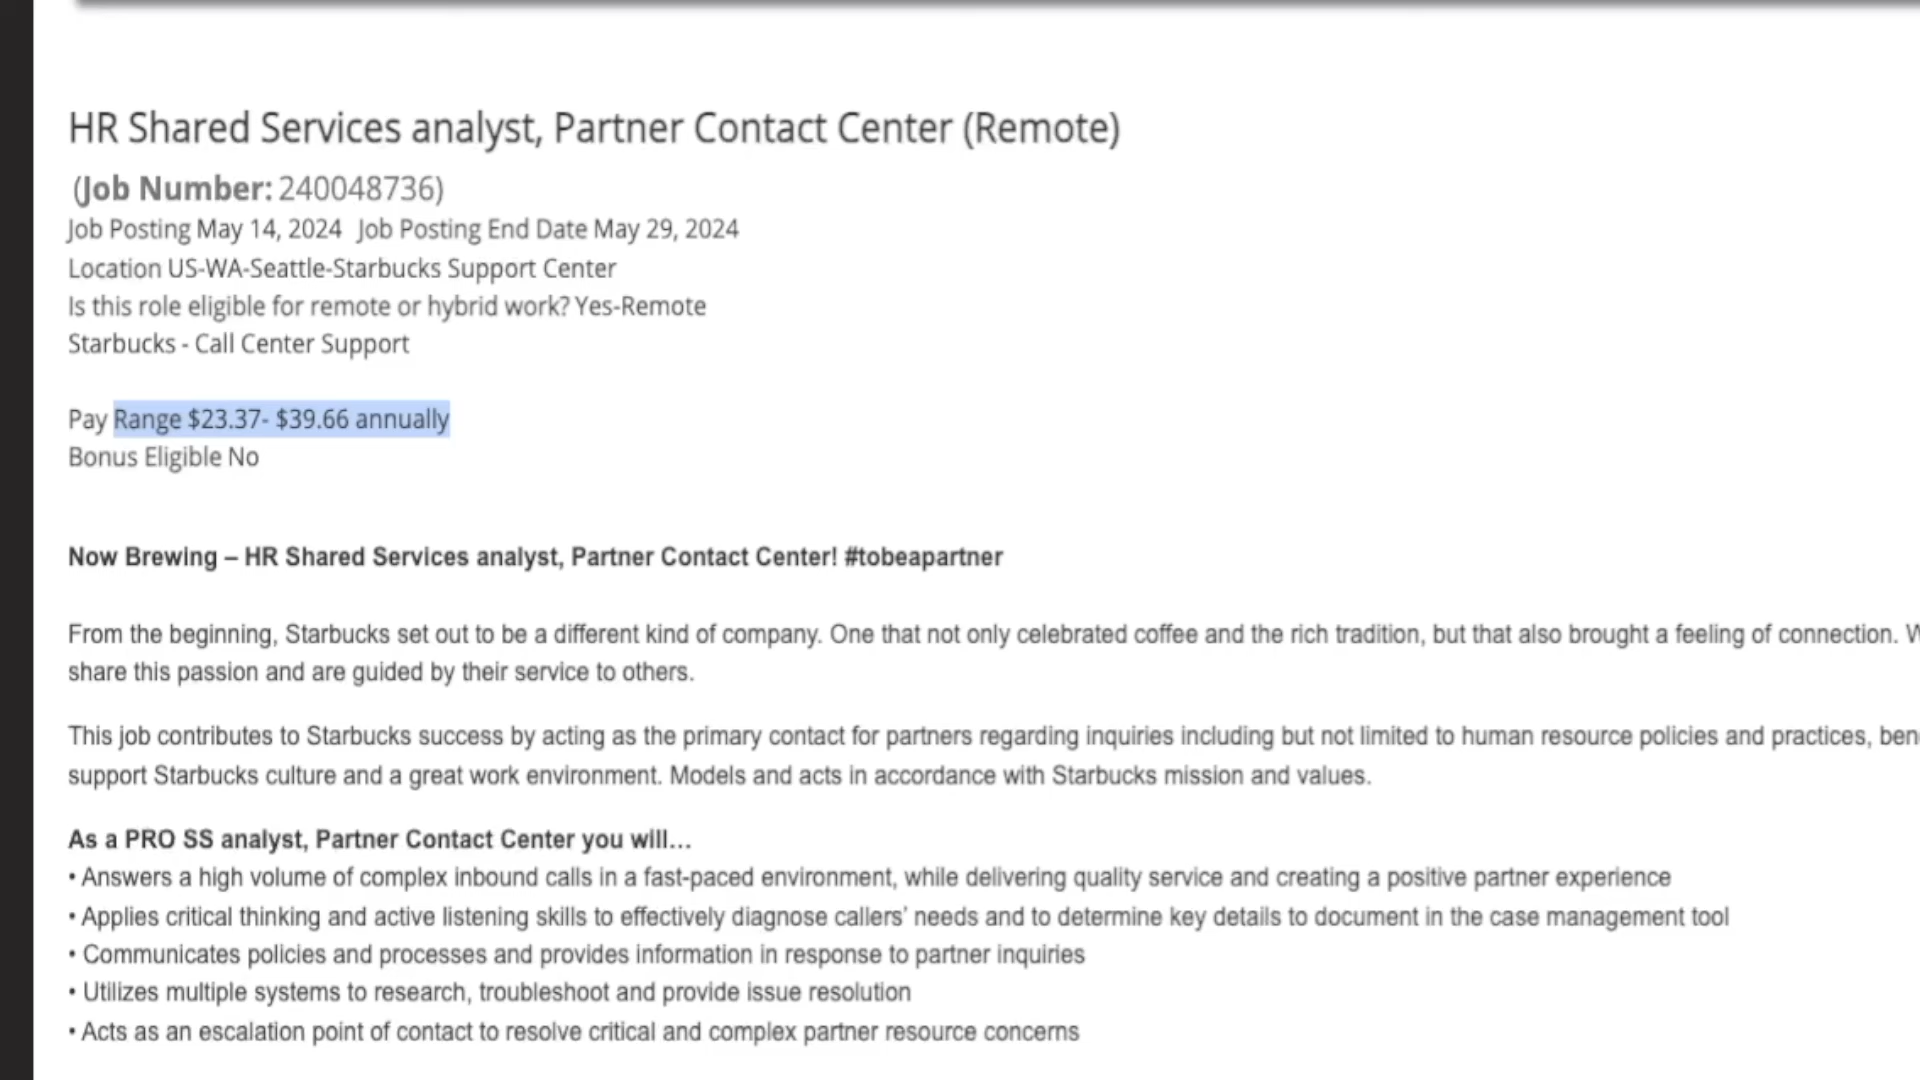 HR Shared Services analyst, Partner Contact Center (Remote)
(Job Number: 240048736)
Job Posting May 14, 2024 Job Posting End Date May 29, 2024
Location US-WA-Seattle-Starbucks Support Center
Is this role eligible for remote or hybrid work? Yes-Remote
Starbucks - Call Center Support
Pay Range $23.37- $39.66 annually
Bonus Eligible No
Now Brewing – HR Shared Services analyst, Partner Contact Center! #tobeapartner
From the beginning, Starbucks set out to be a different kind of company. One that not only celebrated coffee and the rich tradition, but that also brought a feeling of connection.
share this passion and are guided by their service to others.
This job contributes to Starbucks success by acting as the primary contact for partners regarding inquiries including but not limited to human resource policies and practices,
support Starbucks culture and a great work environment. Models and acts in accordance with Starbucks mission and values.
As a PRO SS analyst, Partner Contact Center you will…
• Answers a high volume of complex inbound calls in a fast-paced environment, while delivering quality service and creating a positive partner experience
• Applies critical thinking and active listening skills to effectively diagnose callers’ needs and to determine key details to document in the case management tool
• Communicates policies and processes and provides information in response to partner inquiries
• Utilizes multiple systems to research, troubleshoot and provide issue resolution
• Acts as an escalation point of contact to resolve critical and complex partner resource concerns